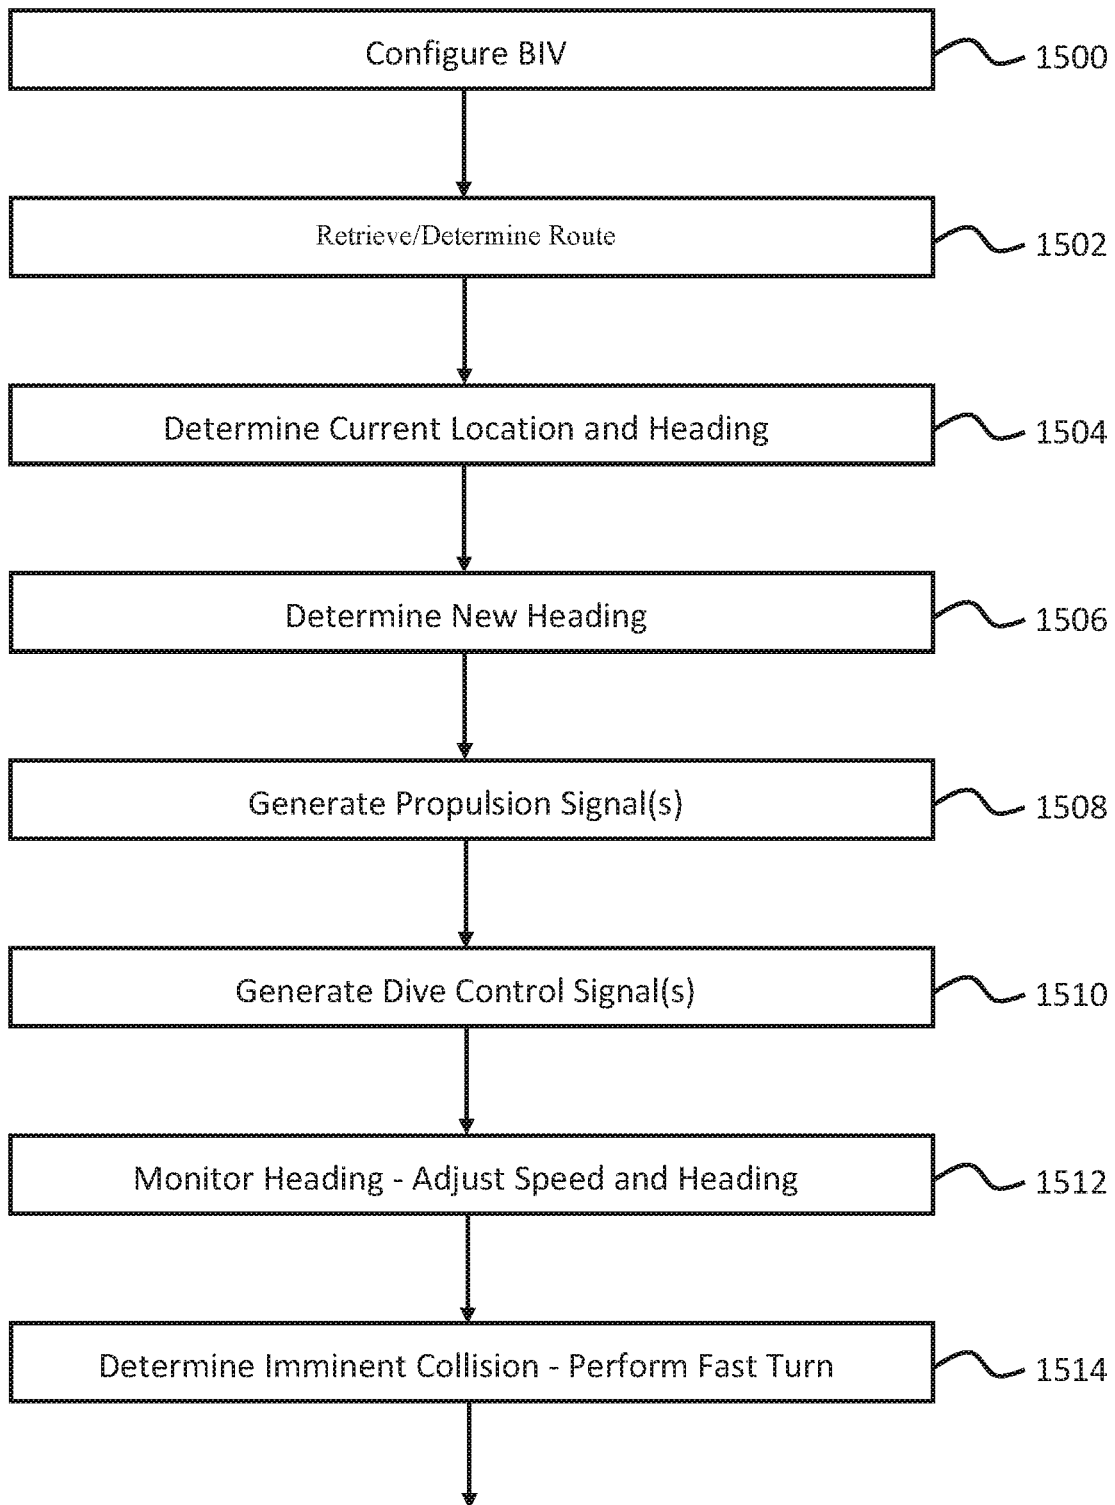 Configure BIV
1500
Retrieve/Determine Route
1502
Determine Current Location and Heading
1504
Determine New Heading
1506
Generate Propulsion Signal(s)
1508
Generate Dive Control Signal(s)
1510
Monitor Heading - Adjust Speed and Heading
1512
Determine Imminent Collision - Perform Fast Turn
1514